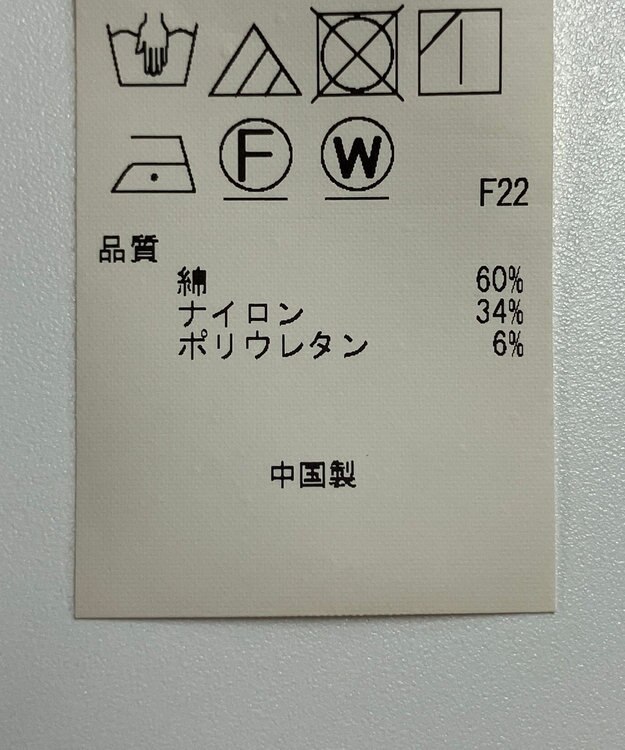 F W
F22
品質
綿 60%
ナイロン 34%
ポリウレタン 6%
中国製